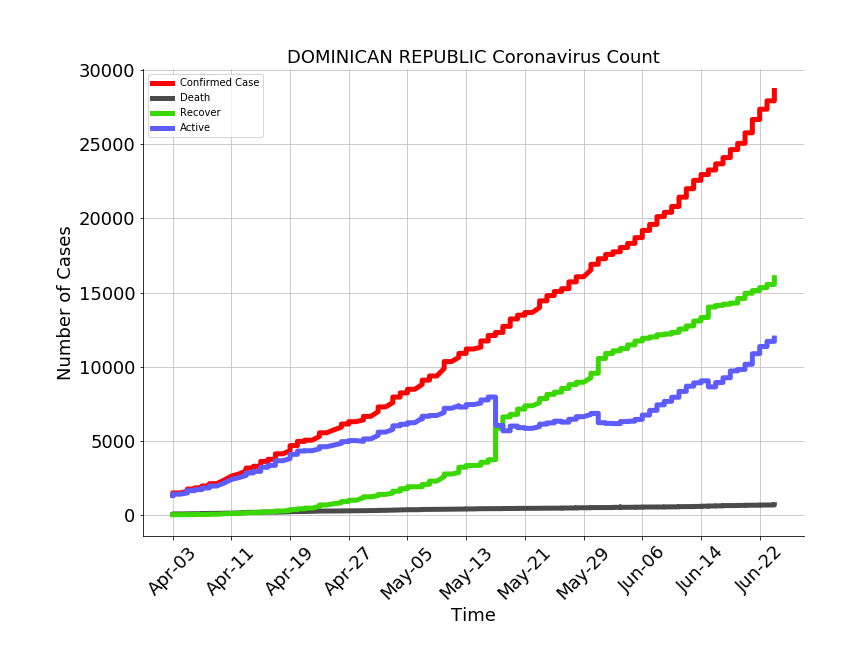 DOMINICAN REPUBLIC Coronavirus Count
Confirmed Case
Death
Recover
Active
Number of Cases
30000
25000
20000
15000
10000
5000
0
Apr-03
Apr-11
Apr-19
Apr-27
May-05
May-13
May-21
May-29
Jun-06
Jun-14
Jun-22
Time